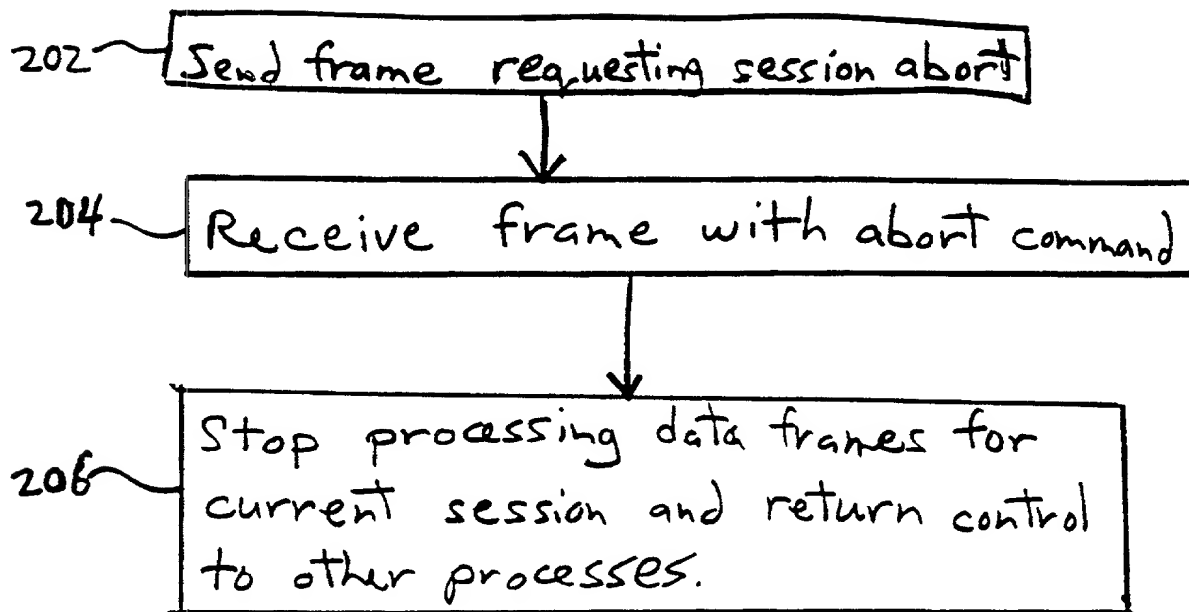 202 Send frame requesting session abort
204 Receive frame with abort command
Stop processing data frames for
206 current session and return control
to other processes.